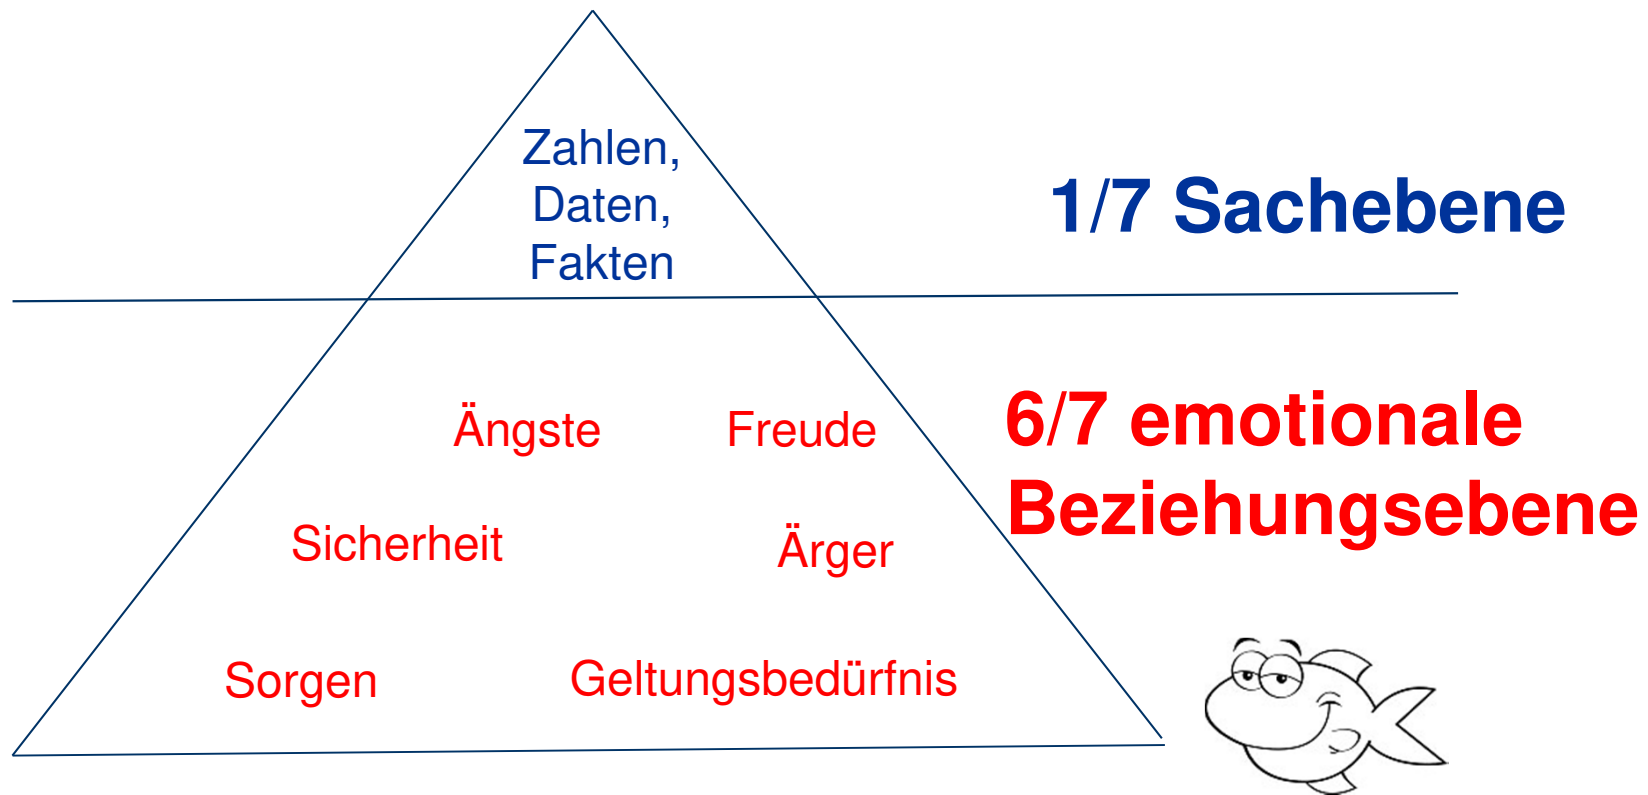 Zahlen,
Daten,
Fakten
1/7 Sachebene
Ängste
Freude
6/7 emotionale
Beziehungsebene
Sicherheit
Ärger
Sorgen
Geltungsbedürfnis